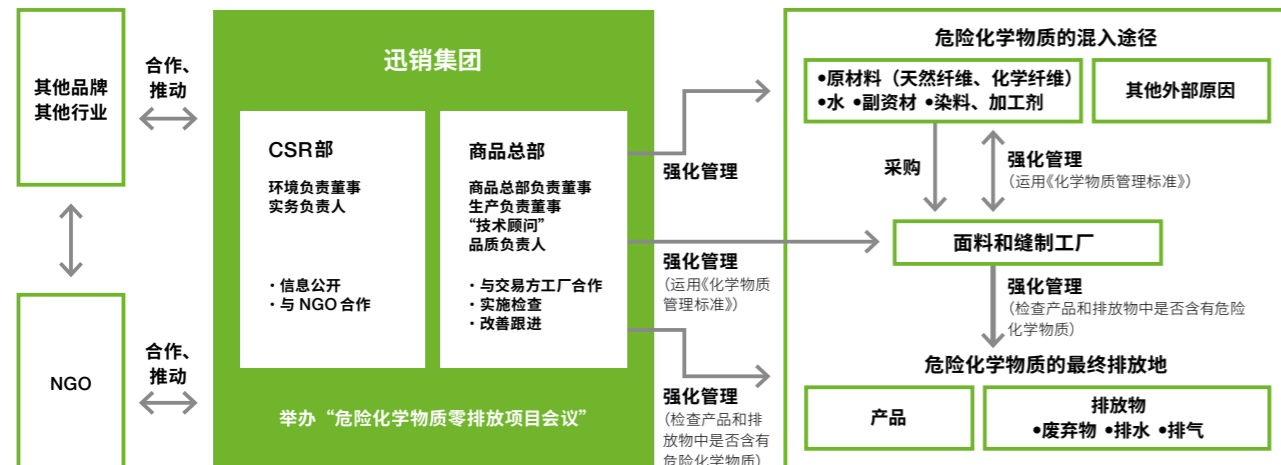 其他品牌
其他行业
合作、
推动
NGO
合作、
推动
迅销集团
CSR部
环境负责董事
实务负责人
・信息公开
・与 NGO 合作
商品总部
商品总部负责董事
生产负责董事
“技术顾问”
品质负责人
・与交易方工厂合作
・实施检查
・改善跟进
举办“危险化学物质零排放项目会议”
强化管理
强化管理
（运用《化学物质
管理标准》）
强化管理
（检查产品和排
放物中是否含有
危险化学物质）
危险化学物质的混入途径
•原材料（天然纤维、化学纤维）
•水 •副资材 •染料、加工剂
其他外部原因
采购
强化管理
（运用《化学物质管理标准》）
面料和缝制工厂
强化管理
（检查产品和排放物中是否含有危险
化学物质）
危险化学物质的最终排放地
产品
排放物
•废弃物 •排水 •排气